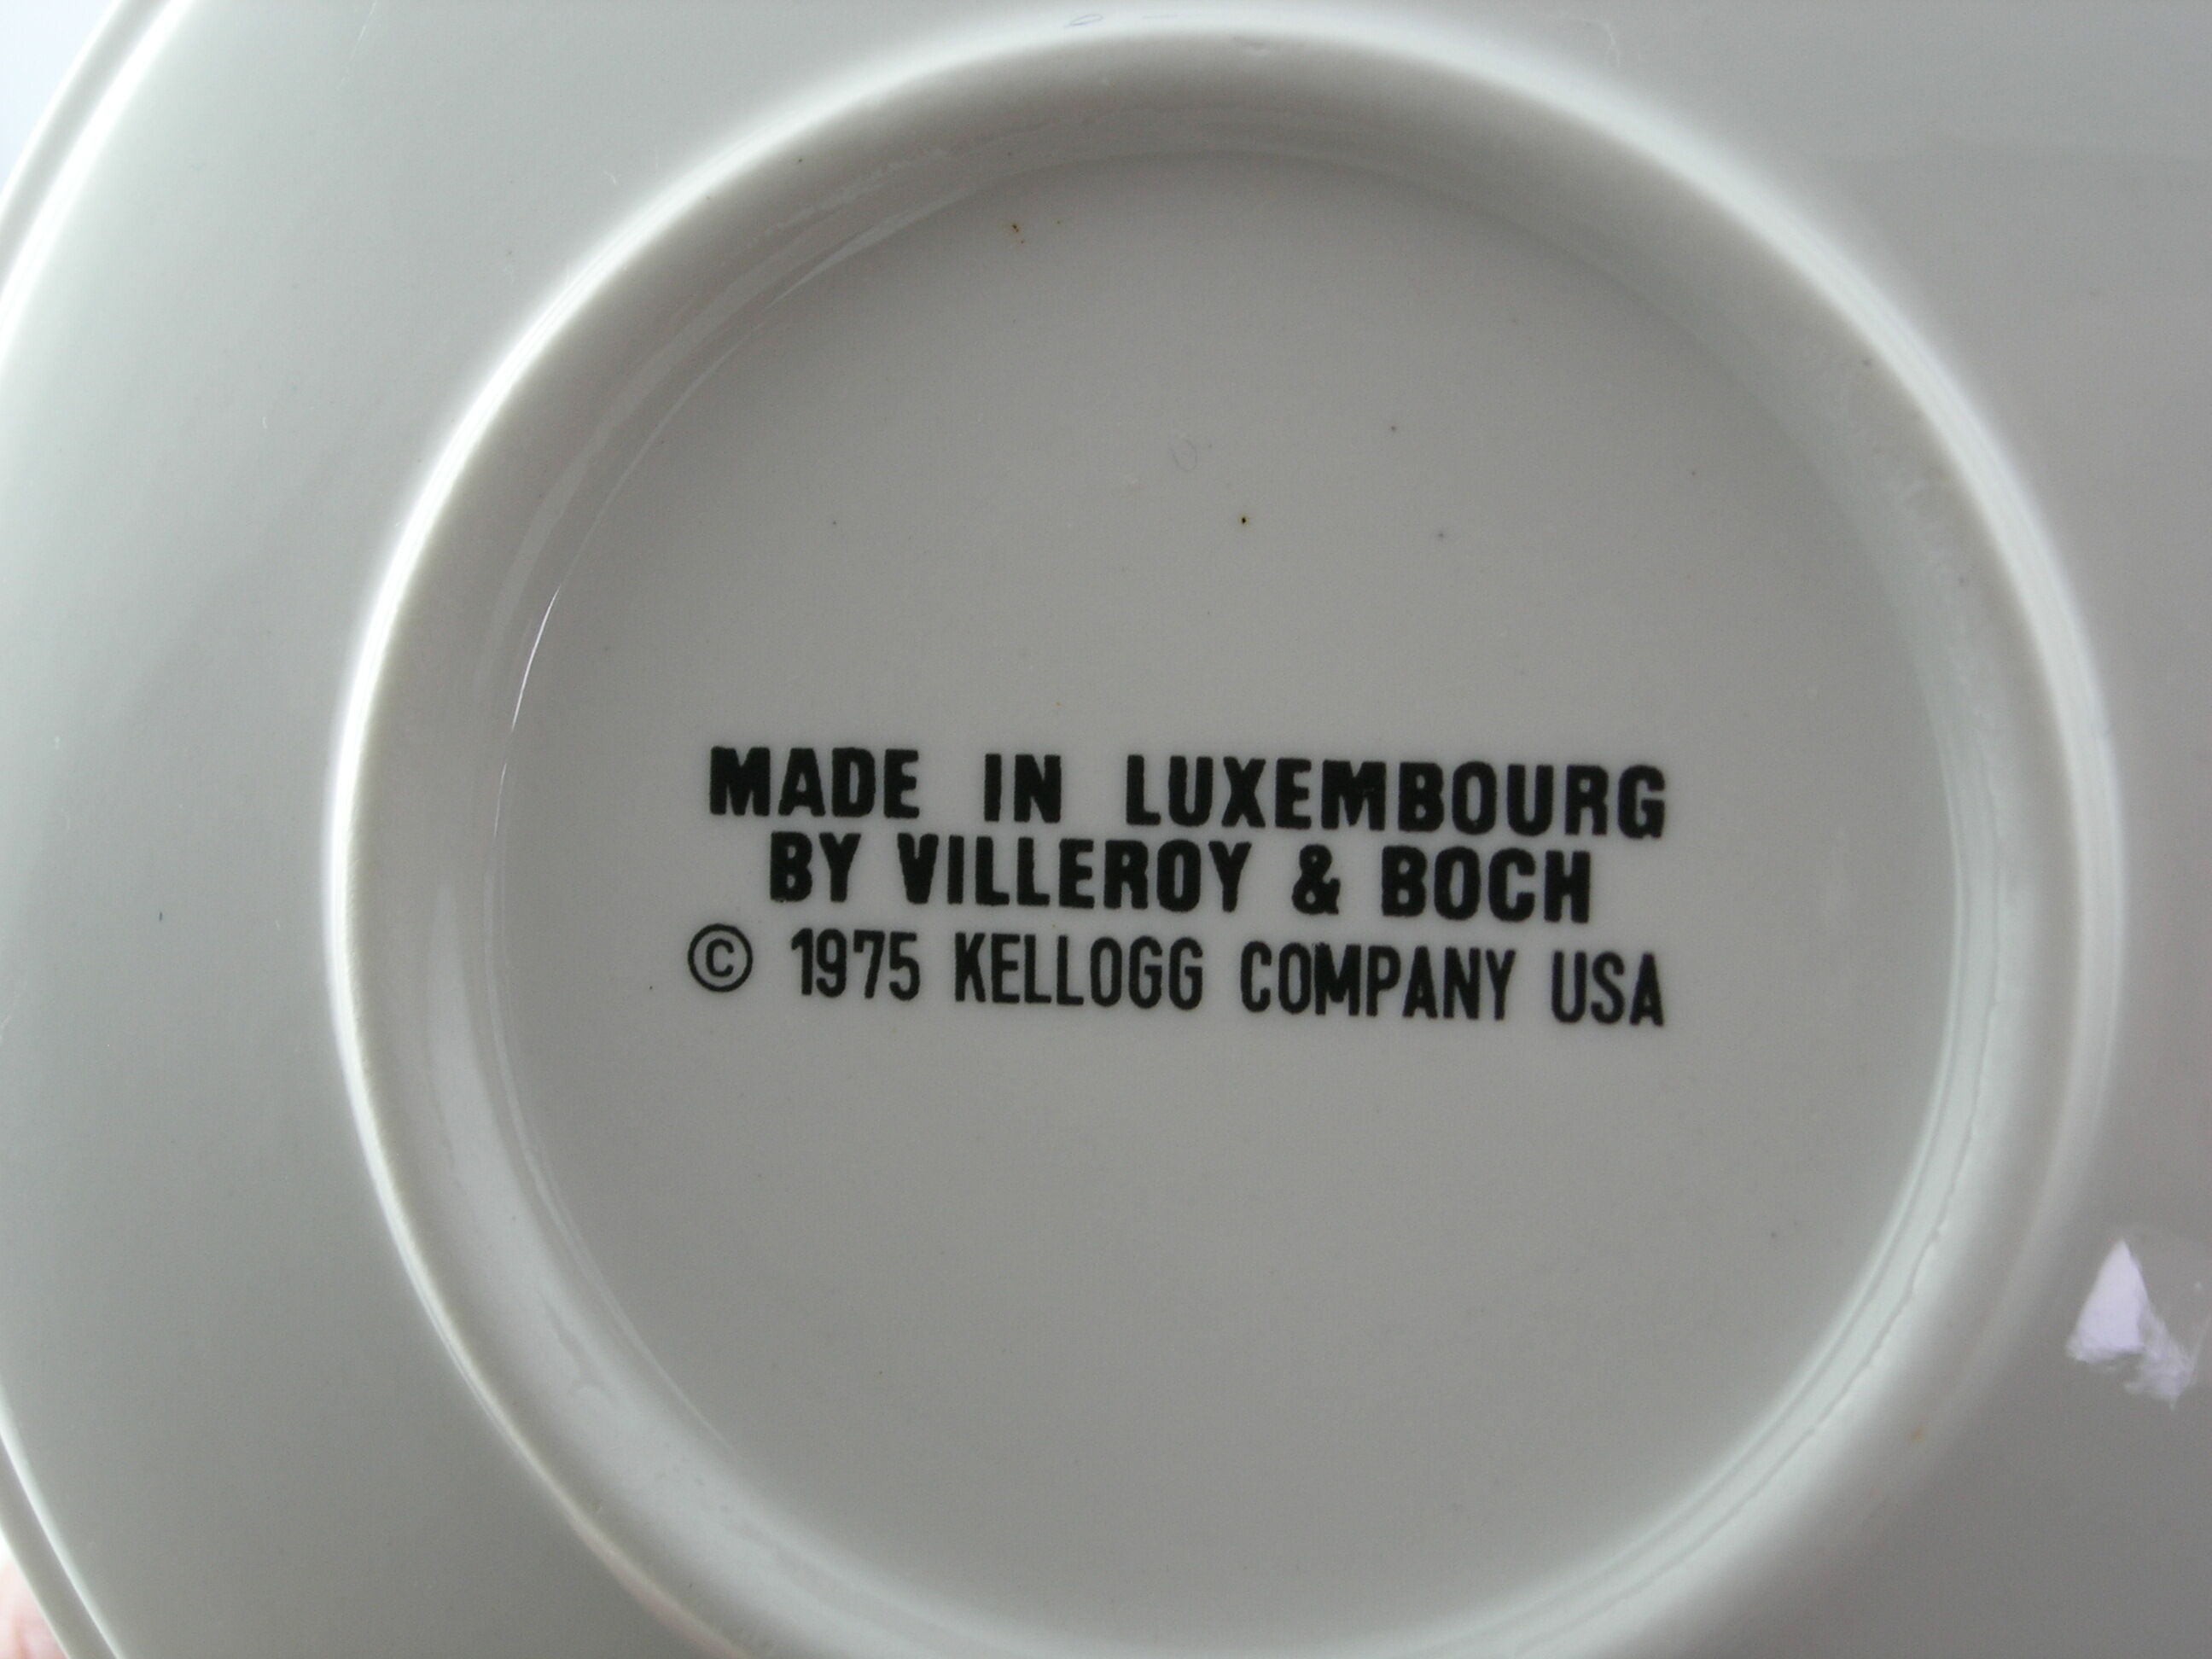 MADE IN LUXEMBOURG
BY VILLEROY & BOCH
© 1975 KELLOGG COMPANY USA